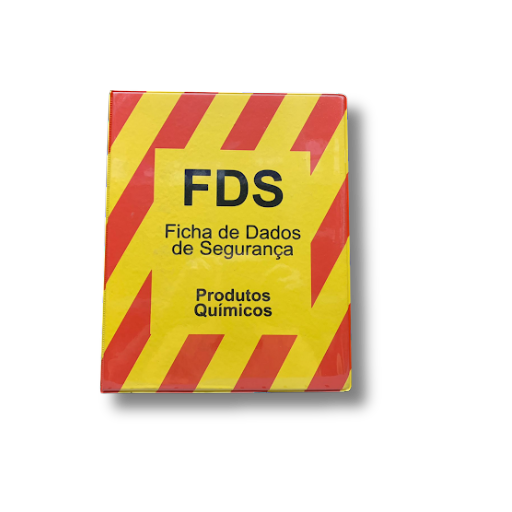 FDS
Ficha de Dados
de Segurança
Produtos
Químicos